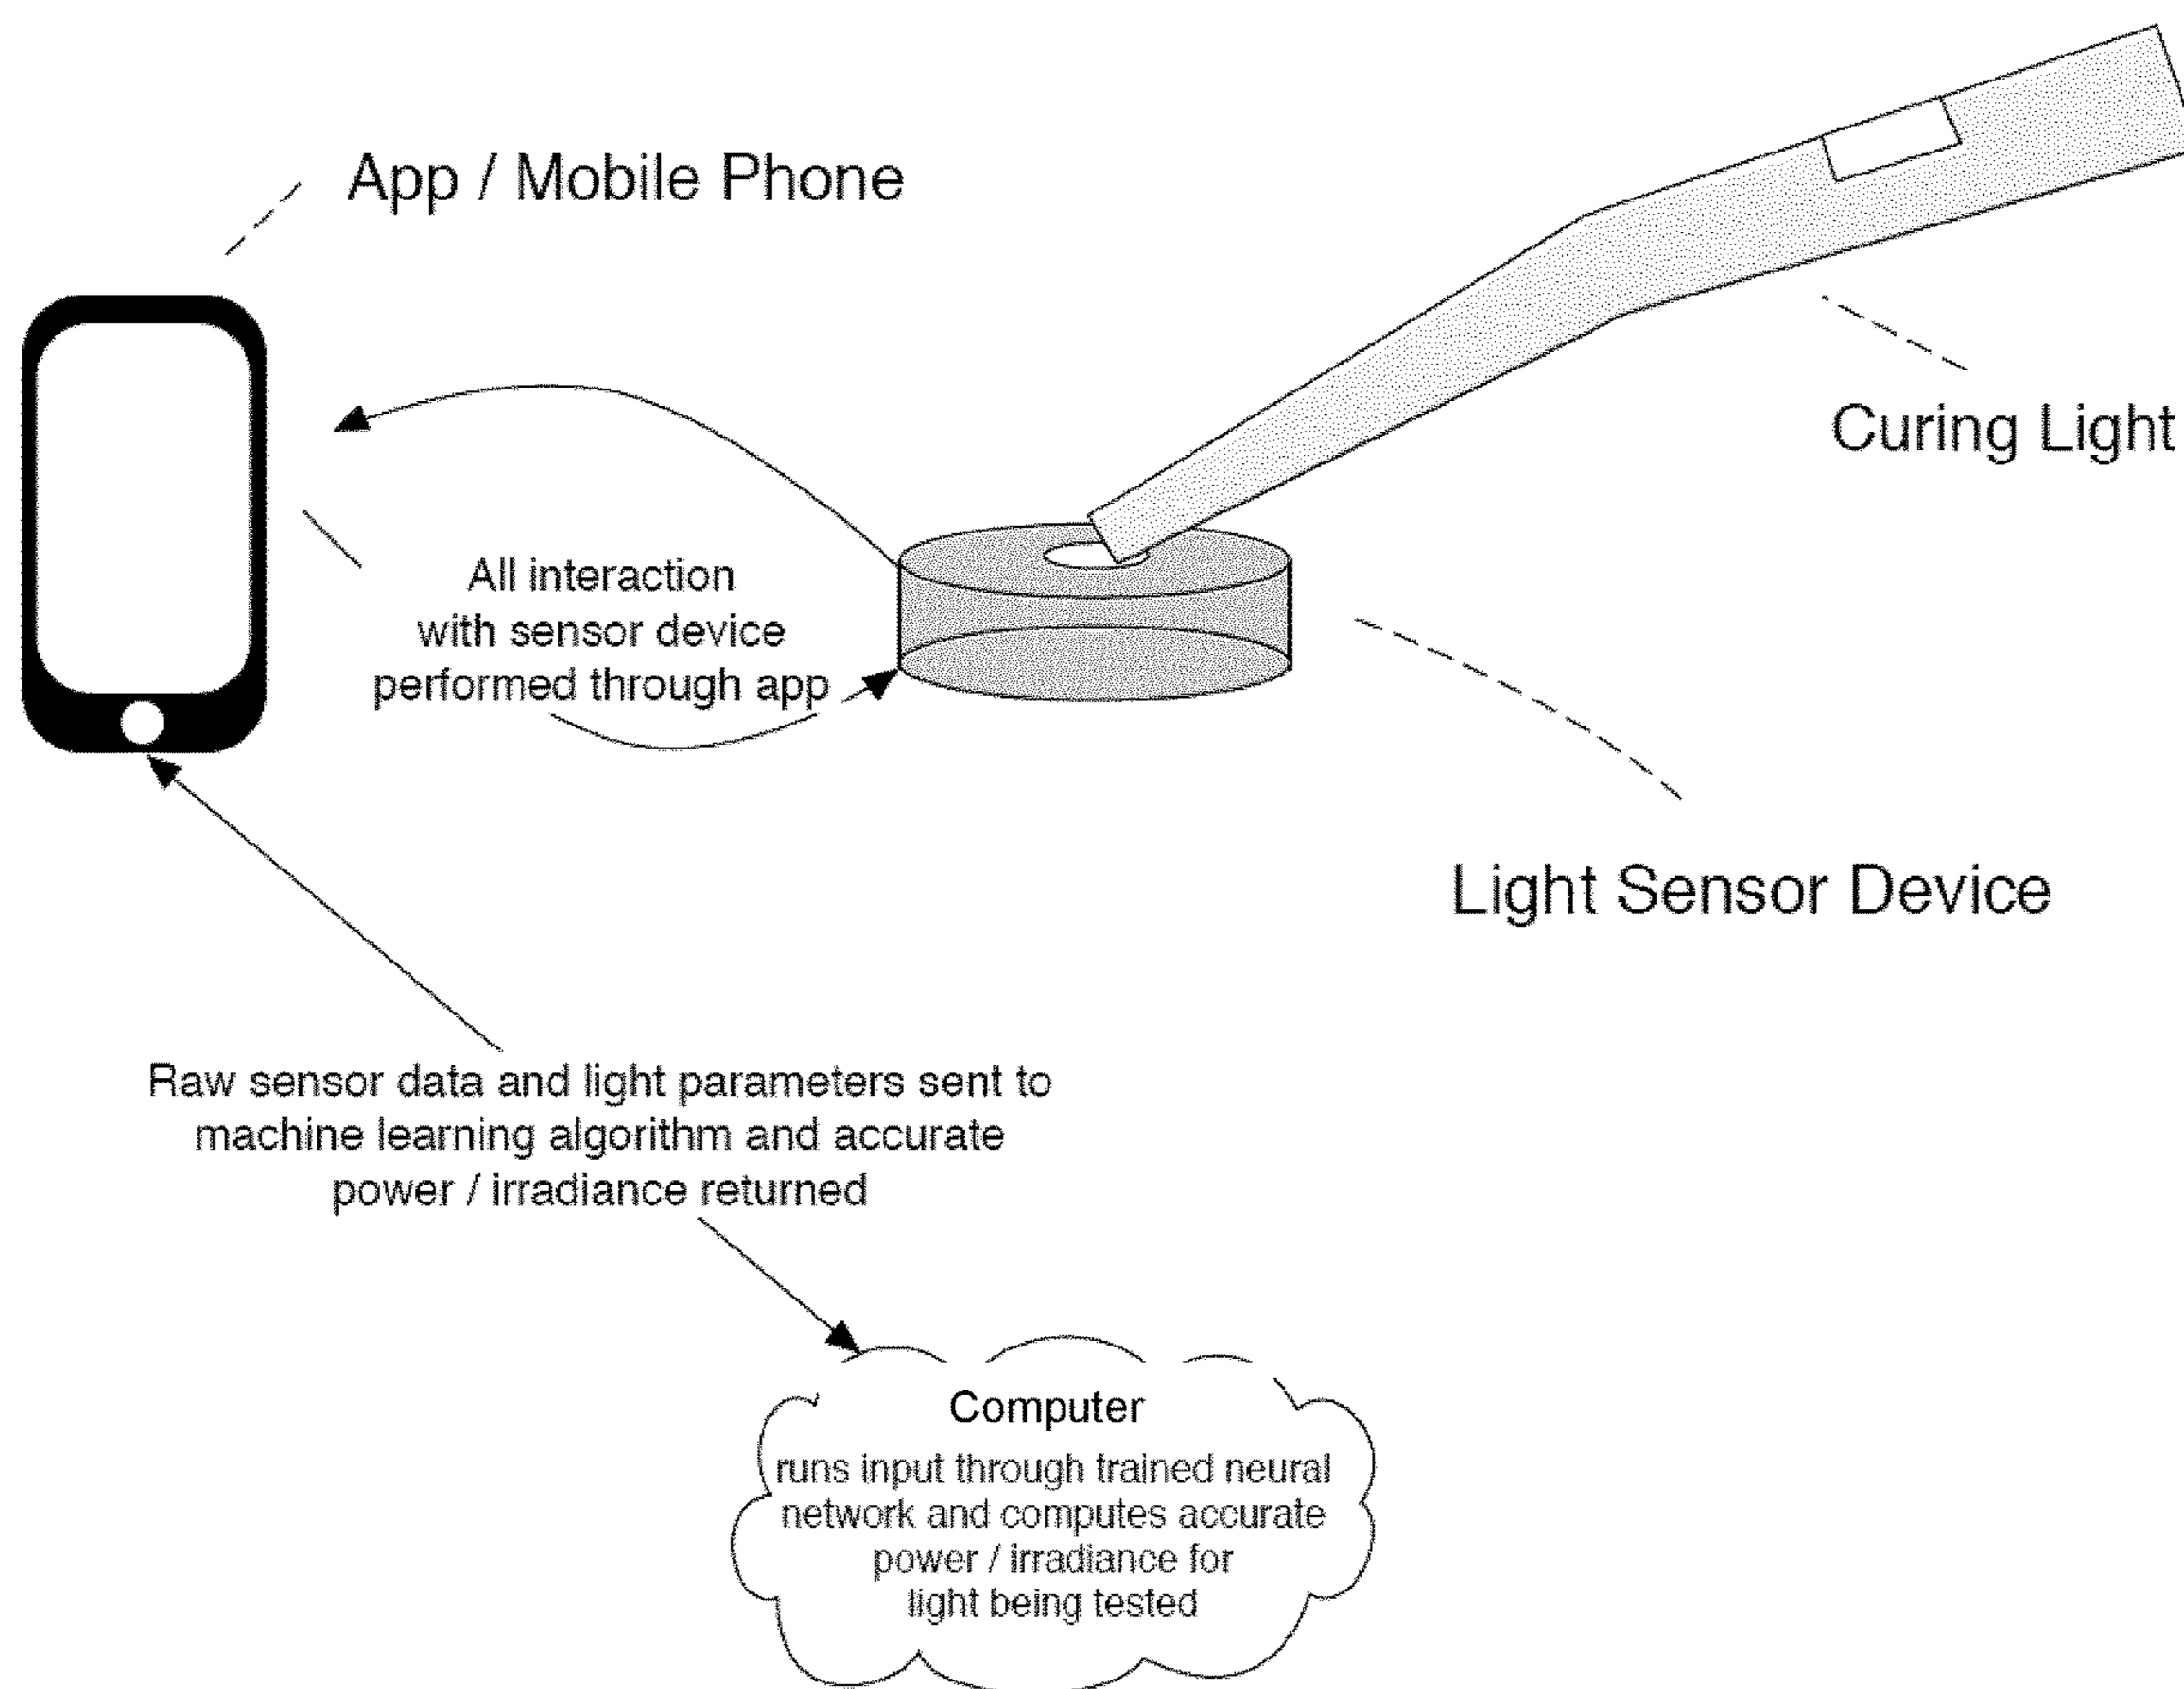 App / Mobile Phone
Curing Light
All interaction
with sensor device
performed through app
Light Sensor Device
Raw sensor data and light parameters sent to
machine learning algorithm and accurate
power / irradiance returned
Computer
runs input through trained neural
network and computes accurate
power / irradiance for
light being tested